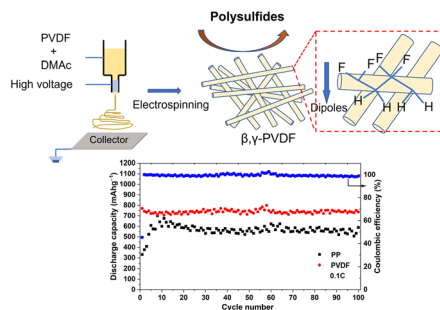 Polysulfides
PVDF
+
DMAc
High voltage
Electrospinning
Collector
β,γ-PVDF
Dipoles
F
F
F
F
H
H
H
H
Discharge capacity (mAhg⁻¹)
1200
1100
1000
900
800
700
600
500
400
300
200
100
0
Coulombic efficiency (%)
100
80
60
40
20
0
PP
PVDF
0.1C
0 10 20 30 40 50 60 70 80 90 100
Cycle number